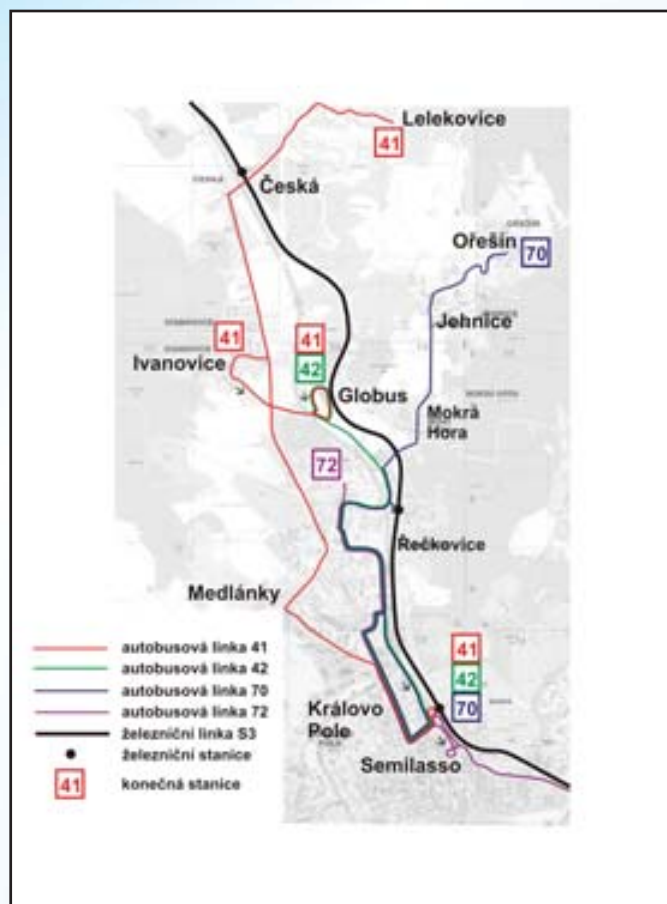 Lelekovice
41
Česká
Ořešín
70
Jehnice
41
Ivanovice
41
42
Globus
Mokrá
Hora
72
Řečkovice
Medlánky
41
42
70
Královo
Pole
Semilasso
autobusová linka 41
autobusová linka 42
autobusová linka 70
autobusová linka 72
železniční linka S3
železniční stanice
41 konečná stanice